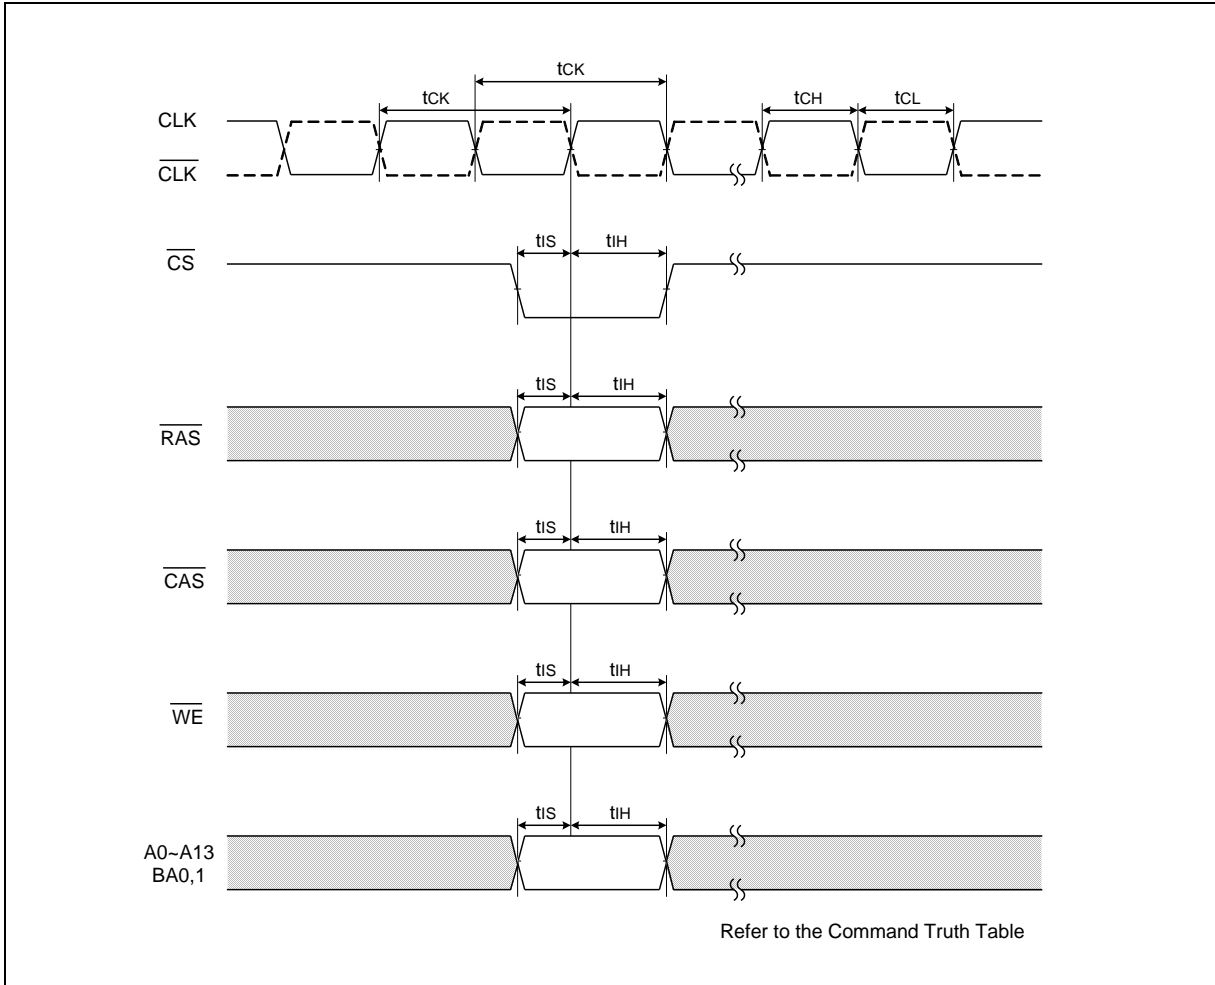 tCK
tCK
tCH
tCL
CLK
CLK
tIS
tIH
CS
tIS
tIH
RAS
tIS
tIH
CAS
tIS
tIH
WE
tIS
tIH
A0~A13
BA0,1
Refer to the Command Truth Table